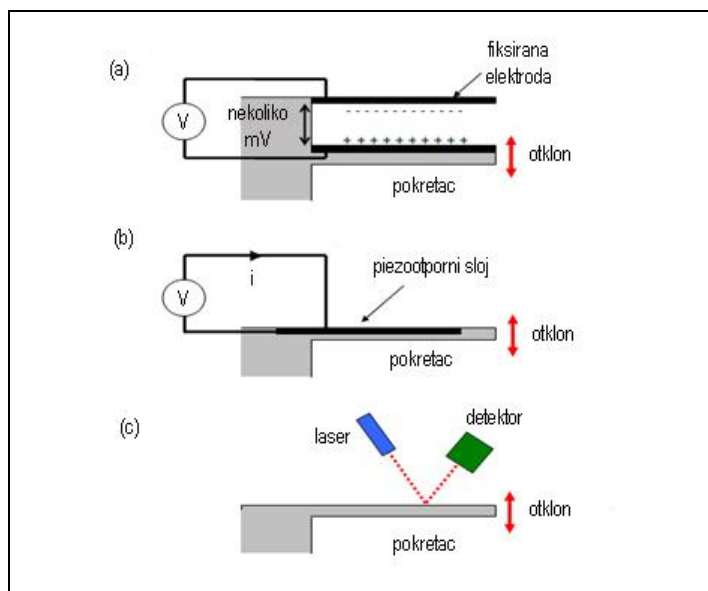 (a)
fiksirana
elektroda
V
nekoliko
mV
otklon
pokretac
(b)
V
i
piezootporni sloj
otklon
pokretac
(c)
laser
detektor
otklon
pokretac